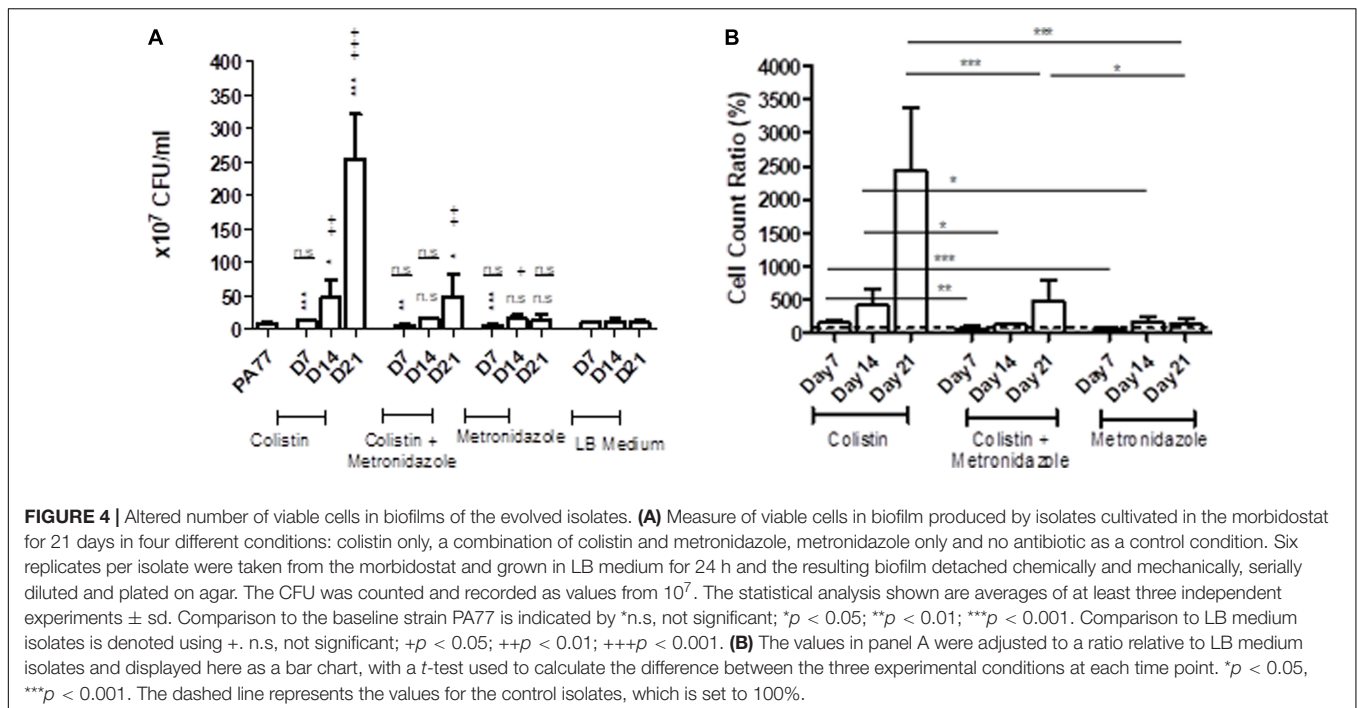 A
B
x10⁷ CFU/ml
400
350
300
250
200
150
100
50
0
n.s
n.s
n.s
n.s
n.s
n.s
n.s
n.s
PA77
D7
D14
D21
D7
D14
D21
D7
D14
D21
D7
D14
D21
Colistin
Colistin +
Metronidazole
Metronidazole
LB Medium
Cell Count Ratio (%)
4000
3500
3000
2500
2000
1500
1000
500
0
***
***
*
*
*
***
**
Day7
Day14
Day21
Day7
Day14
Day21
Day7
Day14
Day21
Colistin
Colistin +
Metronidazole
Metronidazole
FIGURE 4 | Altered number of viable cells in biofilms of the evolved isolates. (A) Measure of viable cells in biofilm produced by isolates cultivated in the morbidostat
for 21 days in four different conditions: colistin only, a combination of colistin and metronidazole, metronidazole only and no antibiotic as a control condition. Six
replicates per isolate were taken from the morbidostat and grown in LB medium for 24 h and the resulting biofilm detached chemically and mechanically, serially
diluted and plated on agar. The CFU was counted and recorded as values from 10⁷. The statistical analysis shown are averages of at least three independent
experiments ± sd. Comparison to the baseline strain PA77 is indicated by *n.s, not significant; *p < 0.05; **p < 0.01; ***p < 0.001. Comparison to LB medium
isolates is denoted using +. n.s, not significant; +p < 0.05; ++p < 0.01; +++p < 0.001. (B) The values in panel A were adjusted to a ratio relative to LB medium
isolates and displayed here as a bar chart, with a t-test used to calculate the difference between the three experimental conditions at each time point. *p < 0.05,
***p < 0.001. The dashed line represents the values for the control isolates, which is set to 100%.